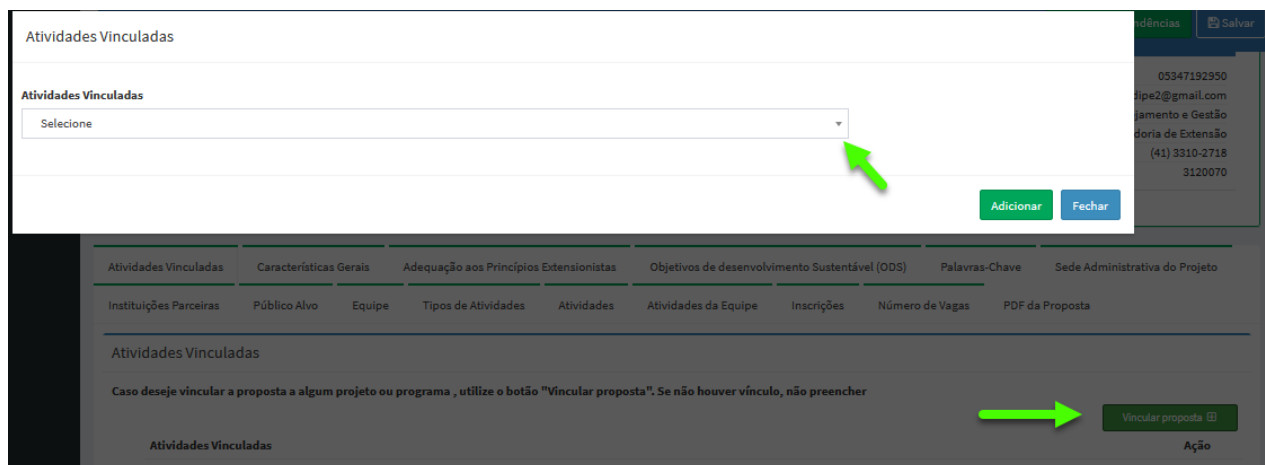 Atividades Vinculadas
Atividades Vinculadas
Selecione
Adicionar Fechar
Salvar
05347192950
@gmail.com
e Gestão
de Extensão
(41) 3310-2718
3120070
Atividades Vinculadas Características Gerais Adequação aos Princípios Extensionistas Objetivos de desenvolvimento Sustentável (ODS) Palavras-Chave Sede Administrativa do Projeto
Instituições Parceiras Público Alvo Equipe Tipos de Atividades Atividades Atividades da Equipe Inscrições Número de Vagas PDF da Proposta
Atividades Vinculadas
Caso deseje vincular a proposta a algum projeto ou programa , utilize o botão "Vincular proposta". Se não houver vínculo, não preencher
Vincular proposta
Atividades Vinculadas Ação